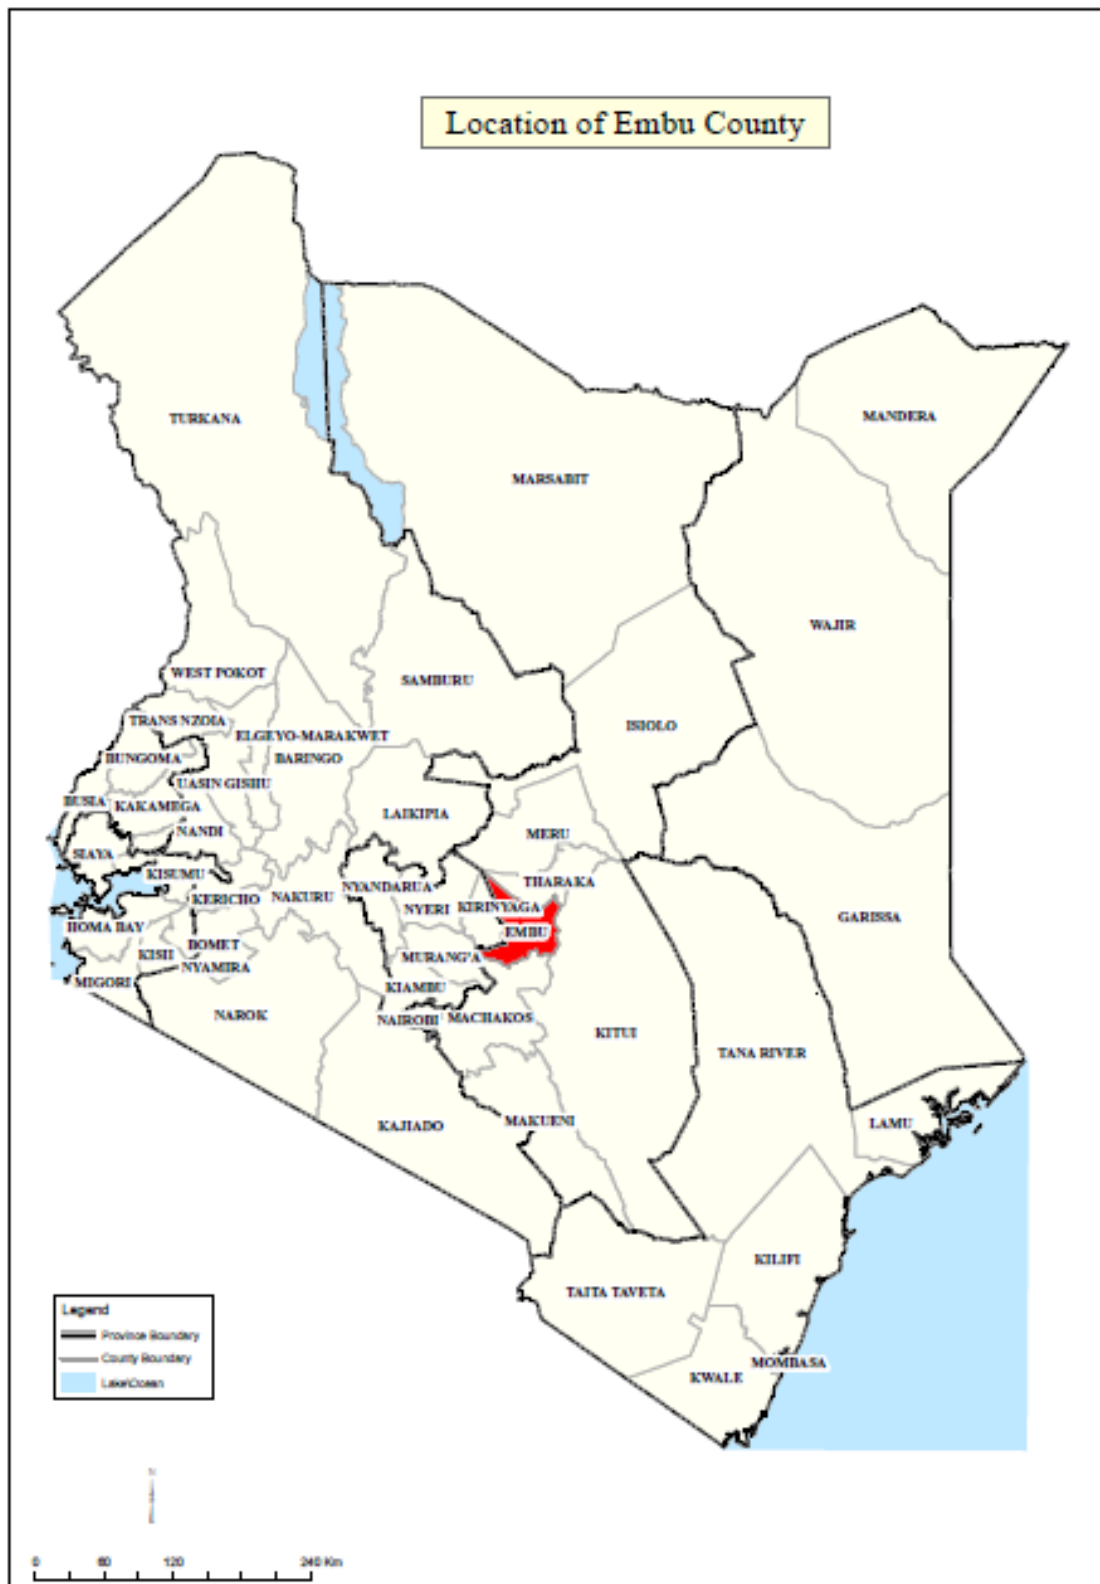 Location of Embu County
TURKANA
MANDERA
MARSABIT
WAJIR
WEST POKOT
SAMBURU
TRANS NZOIA
ISIOLO
ELGEYO-MARAKWET
BUNGOMA
BARINGO
UASIN GISHU
BUSIA
KAKAMEGA
LAIKIPIA
NANDI
MERU
SIAYA
KISUMU
THARAKA
NYANDARUA
KERICHO
NAKURU
NYERI
KIRINYAGA
GARISSA
HOMA BAY
EMBU
BOMET
KISII
MURANG'A
NYAMIRA
MIGORI
KIAMBU
NAROK
NAIROBI
MACHAKOS
KITUI
TANA RIVER
KAJIADO
MAKUENI
LAMU
KILIFI
TAITA TAVETA
MOMBASA
KWALE
Legend
Province Boundary
County Boundary
Lake\Ocean
N
0 60 120 240 Km